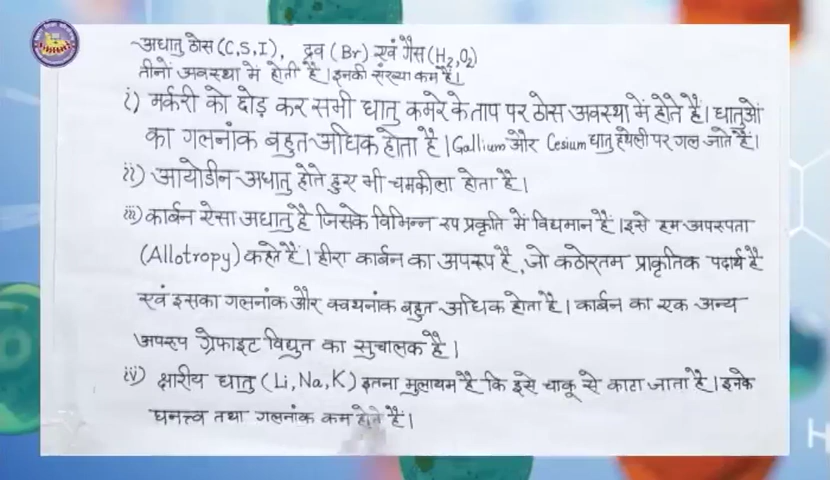 अधातु ठोस (C,S,I), द्रव (Br) एवं गैस (H2,O2)
तीनों अवस्था में होती है। इनकी संख्या कम है।
i) मर्करी को छोड़ कर सभी धातु कमरे के ताप पर ठोस अवस्था में होते हैं। धातुओं
का गलनांक बहुत अधिक होता है। Gallium और Cesium धातु हथेली पर गल जाते हैं।
ii) आयोडीन अधातु होते हुए भी चमकीला होता है।
iii) कार्बन ऐसा अधातु है जिसके विभिन्न रूप प्रकृति में विद्यमान हैं। इसे हम अपरूपता
(Allotropy) कहते हैं। हीरा कार्बन का अपरूप है, जो कठोरतम प्राकृतिक पदार्थ है
एवं इसका गलनांक और क्वथनांक बहुत अधिक होता है। कार्बन का एक अन्य
अपरूप ग्रेफाइट विद्युत का सुचालक है।
iv) क्षारीय धातु (Li, Na, K) इतना मुलायम है कि इसे चाकू से काटा जाता है। इनके
घनत्त्व तथा गलनांक कम होते हैं।